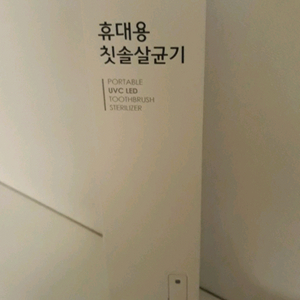 휴대용
칫솔살균기
PORTABLE
UVC LED
TOOTHBRUSH
STERILIZER